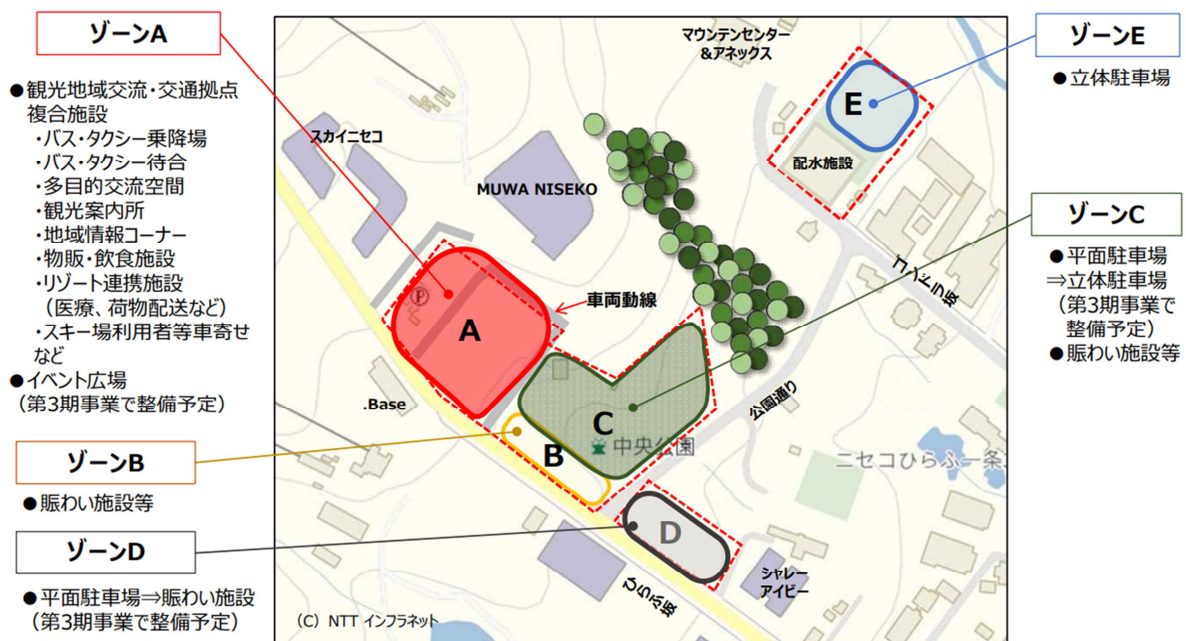 ゾーンA
●観光地域交流・交通拠点
複合施設
・バス・タクシー乗降場
・バス・タクシー待合
・多目的交流空間
・観光案内所
・地域情報コーナー
・物販・飲食施設
・リゾート連携施設
（医療、荷物配送など）
・スキー場利用者等車寄せ
など
●イベント広場
（第3期事業で整備予定）
ゾーンB
●賑わい施設等
ゾーンD
●平面駐車場⇒賑わい施設
（第3期事業で整備予定）
マウンテンセンター
&アネックス
スカイニセコ
MUWA NISEKO
E
配水施設
ゴンドラ坂
P
車両動線
A
.Base
C
公園通り
B
中央公園
ニセコひらふ一条
D
シャレー
アイビー
ひらふ坂
(C) NTT インフラネット
ゾーンE
●立体駐車場
ゾーンC
●平面駐車場
⇒立体駐車場
（第3期事業で
整備予定）
●賑わい施設等